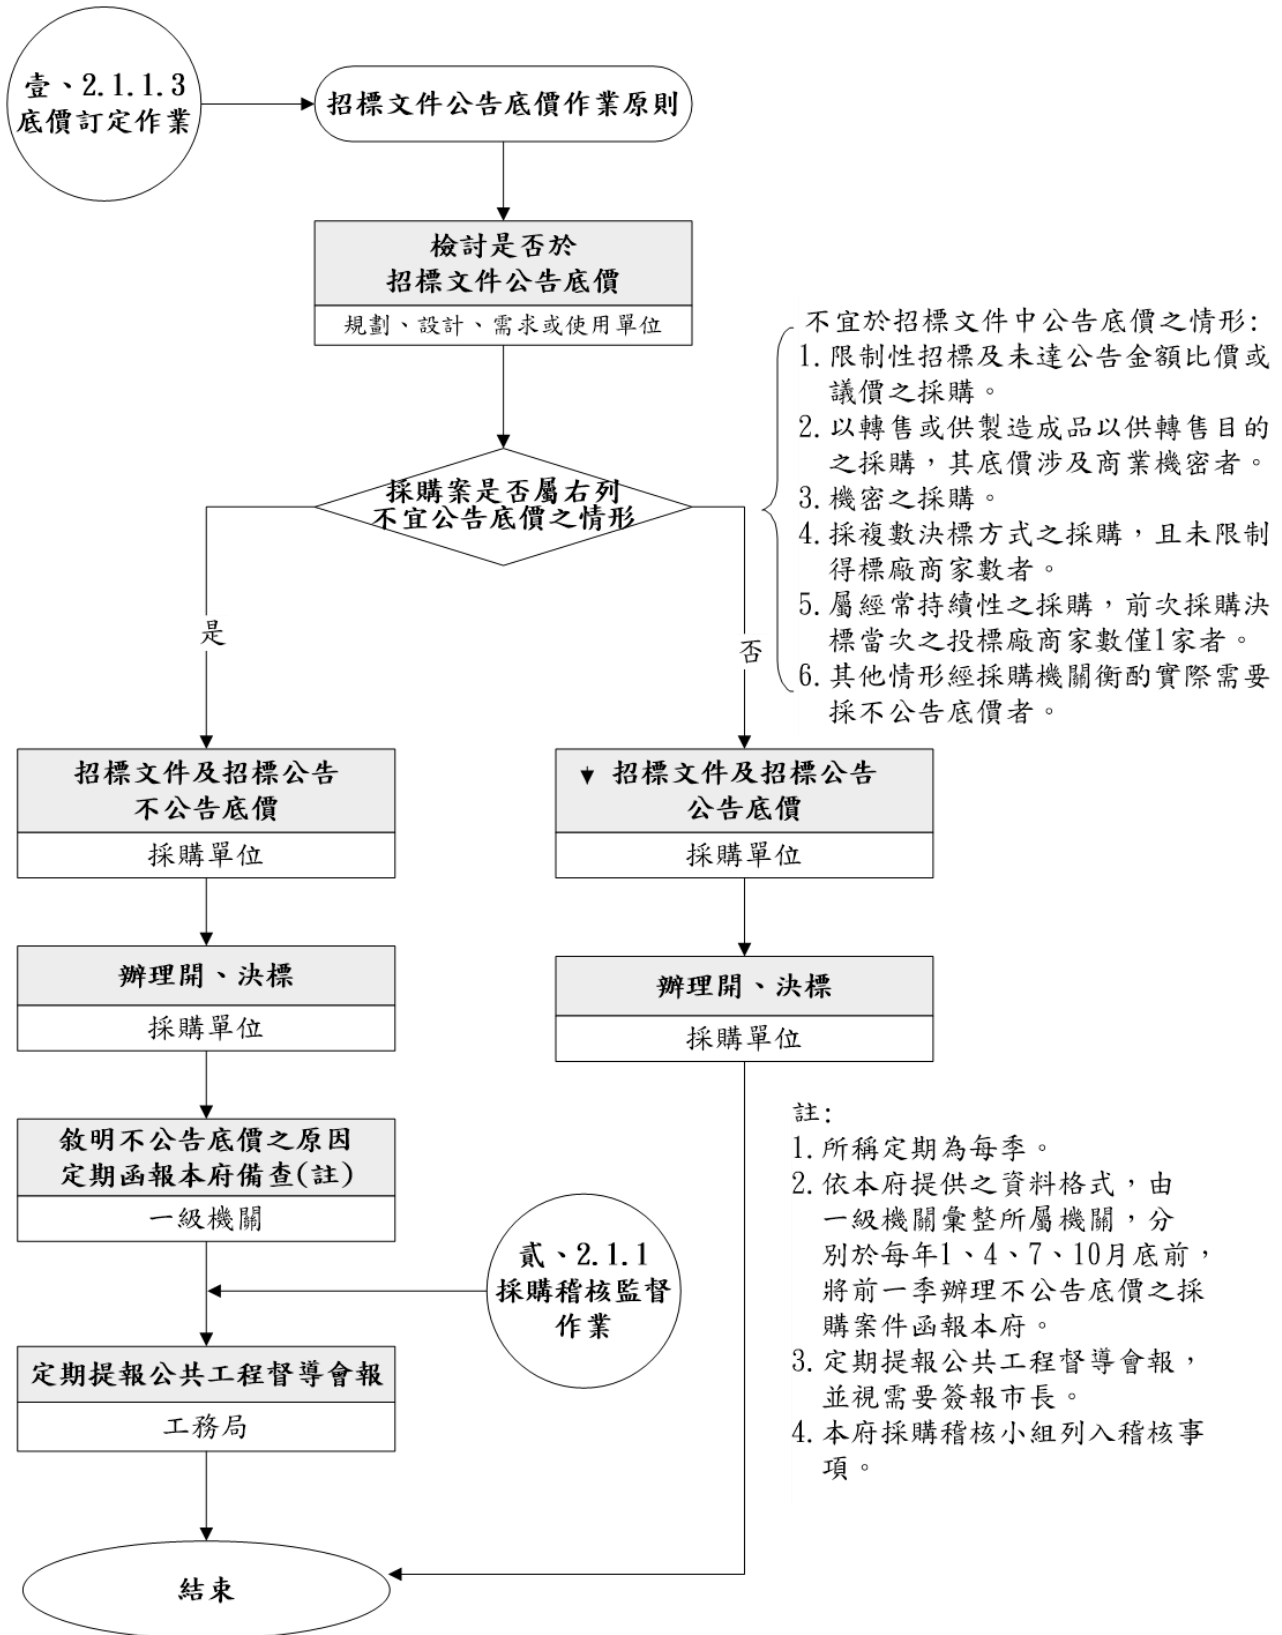 壹、2.1.1.3
底價訂定作業
招標文件公告底價作業原則
檢討是否於
招標文件公告底價
規劃、設計、需求或使用單位
不宜於招標文件中公告底價之情形:
1.限制性招標及未達公告金額比價或
議價之採購。
2.以轉售或供製造成品以供轉售目的
之採購，其底價涉及商業機密者。
3.機密之採購。
4.採複數決標方式之採購，且未限制
得標廠商家數者。
5.屬經常持續性之採購，前次採購決
標當次之投標廠商家數僅1家者。
6.其他情形經採購機關衡酌實際需要
採不公告底價者。
採購案是否屬右列
不宜公告底價之情形
是
否
招標文件及招標公告
不公告底價
採購單位
招標文件及招標公告
公告底價
採購單位
辦理開、決標
採購單位
辦理開、決標
採購單位
敘明不公告底價之原因
定期函報本府備查(註)
一級機關
貳、2.1.1
採購稽核監督
作業
定期提報公共工程督導會報
工務局
註:
1.所稱定期為每季。
2.依本府提供之資料格式，由
一級機關彙整所屬機關，分
別於每年1、4、7、10月底前，
將前一季辦理不公告底價之採
購案件函報本府。
3.定期提報公共工程督導會報，
並視需要簽報市長。
4.本府採購稽核小組列入稽核事
項。
結束